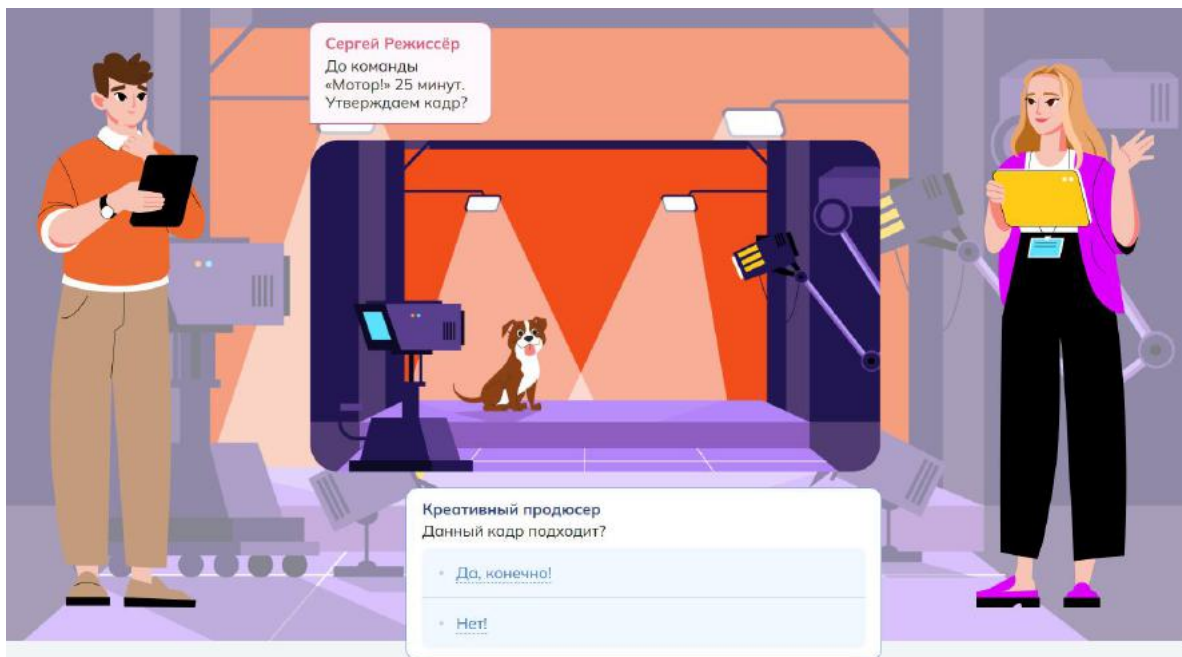 Сергей Режиссёр
До команды
«Мотор!» 25 минут.
Утверждаем кадр?
Креативный продюсер
Данный кадр подходит?
Да, конечно!
Нет!